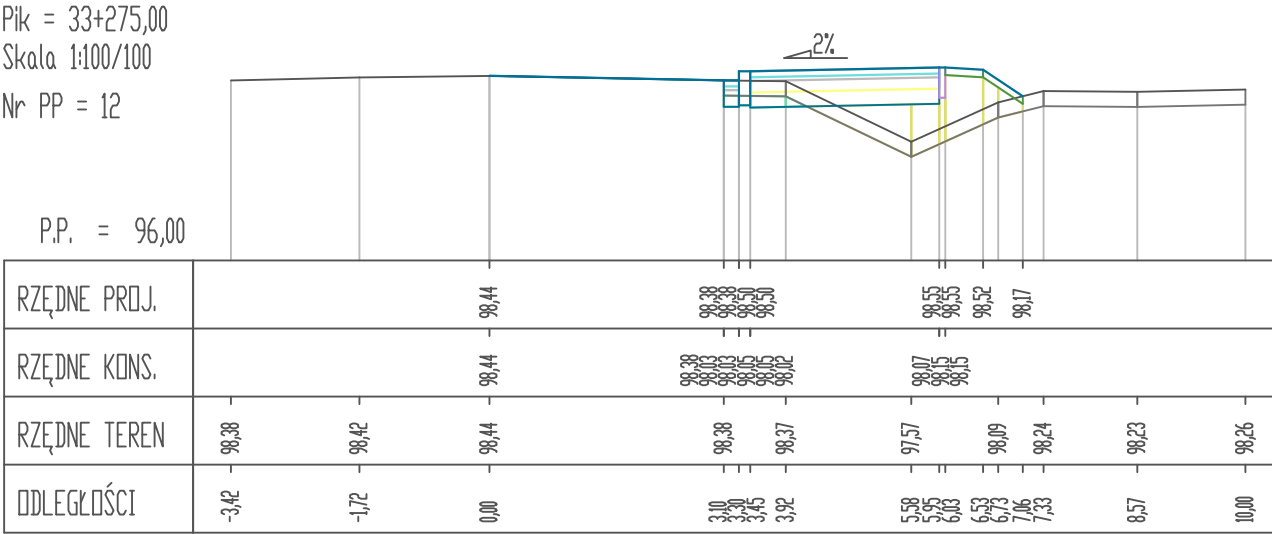 Pik = 33+275,00
Skala 1:100/100
Nr PP = 12
2%
P.P. = 96,00
RZĘDNE PROJ. 98,44 98,38 98,38 98,50 98,50 98,55 98,55 98,52 98,17
RZĘDNE KONS. 98,44 98,38 98,03 98,03 98,05 98,05 98,02 98,07 98,15 98,15
RZĘDNE TEREN 98,38 98,42 98,44 98,38 98,37 97,57 98,09 98,24 98,23 98,26
ODLEGŁOŚCI -3,42 -1,72 0,00 3,10 3,30 3,45 3,92 5,58 5,95 6,03 6,53 6,73 7,06 7,33 8,57 10,00